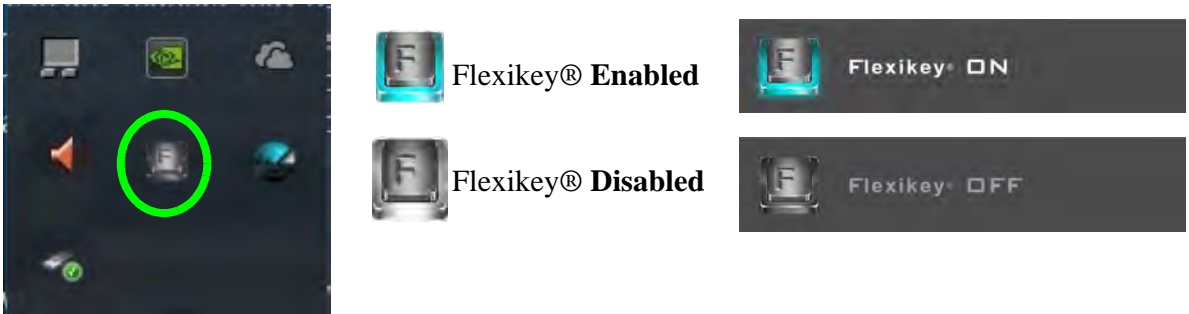 F
F Flexikey® Enabled
F Flexikey® ON
F Flexikey® Disabled
F Flexikey® OFF